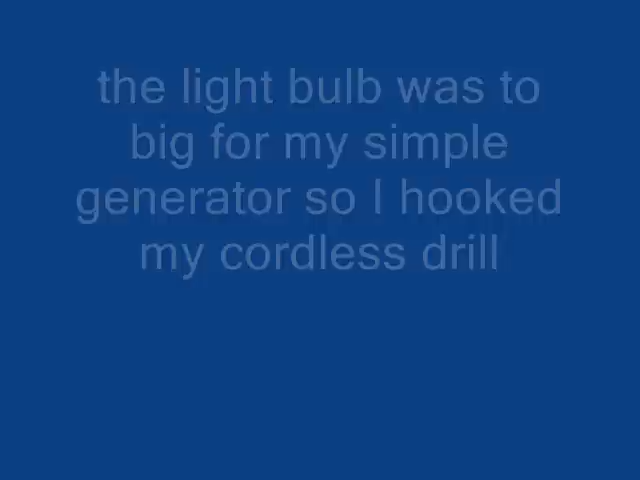 the light bulb was to
big for my simple
generator so I hooked
my cordless drill